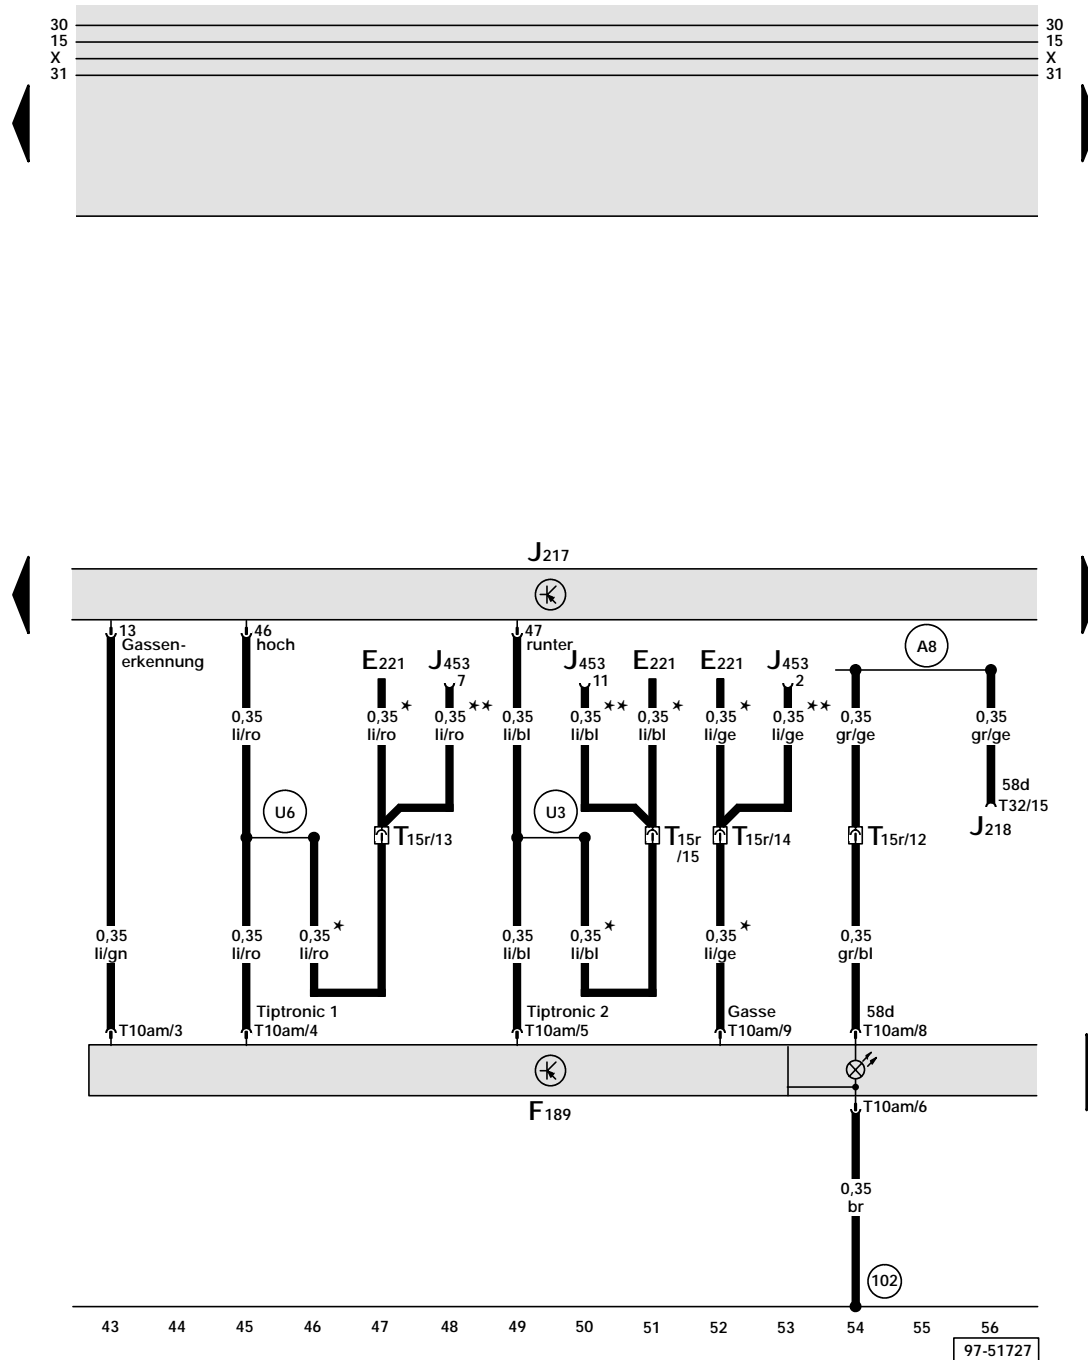 30 30
15 15
X X
31 31
J217
13 46 47
Gassen- hoch runter
erkennung
A8
E221 J453 J453 E221 E221 J453
7 11 2
0,35 0,35 * 0,35 ** 0,35 0,35 ** 0,35 * 0,35 * 0,35 ** 0,35 0,35
li/ro li/ro li/ro li/bl li/bl li/bl li/ge li/ge gr/ge gr/ge
58d
T32/15
J218
U6 U3
T15r/13 T15r T15r/14 T15r/12
/15
0,35 0,35 0,35 * 0,35 0,35 * 0,35 * 0,35
li/gn li/ro li/ro li/bl li/bl li/ge gr/bl
Tiptronic 1 Tiptronic 2 Gasse 58d
T10am/3 T10am/4 T10am/5 T10am/9 T10am/8
F189
T10am/6
0,35
br
102
43 44 45 46 47 48 49 50 51 52 53 54 55 56
97-51727